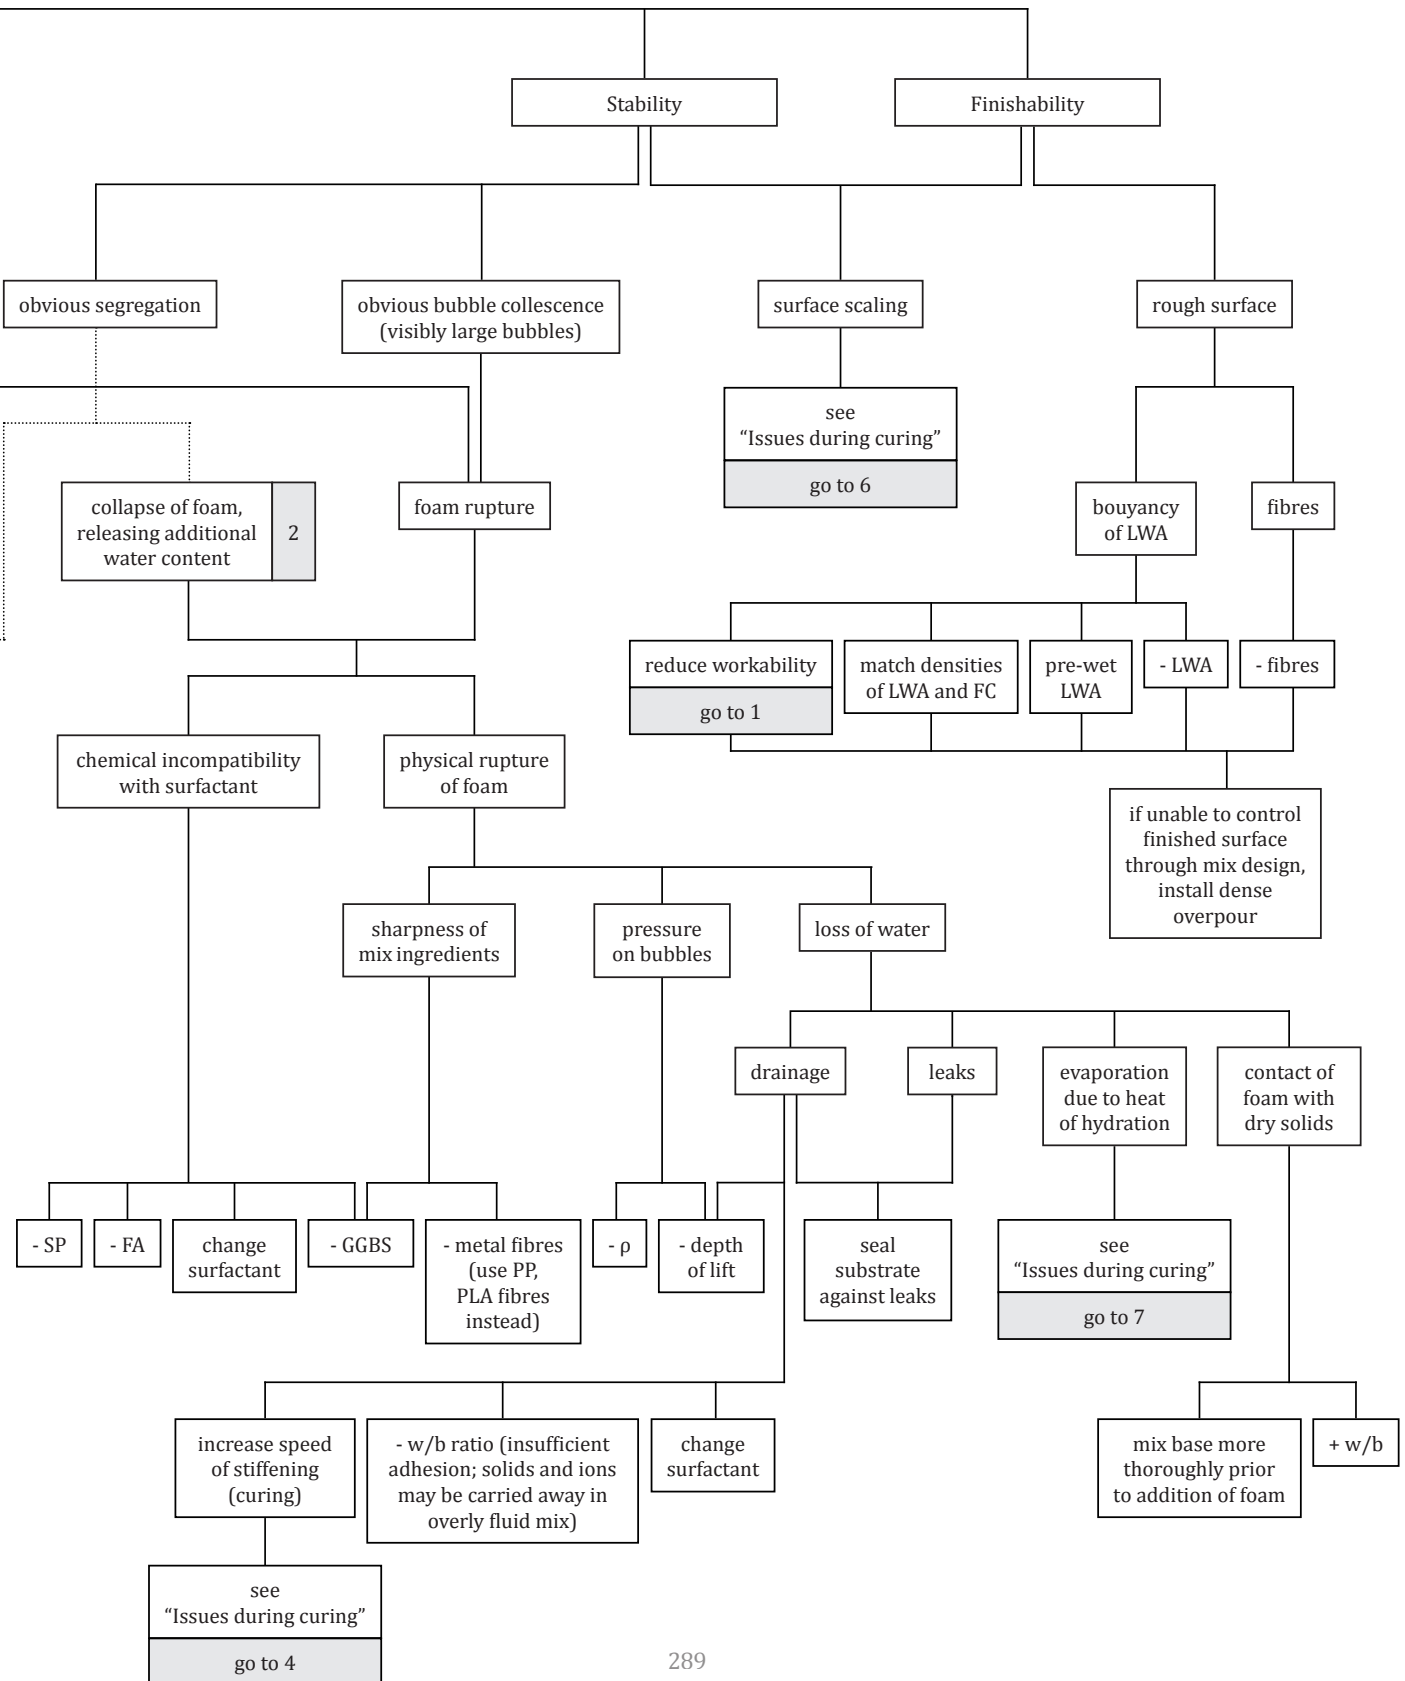 Stability
Finishability
obvious segregation
obvious bubble collescence
(visibly large bubbles)
surface scaling
rough surface
see
“Issues during curing”
go to 6
collapse of foam,
releasing additional
water content
2
foam rupture
bouyancy
of LWA
fibres
reduce workability
go to 1
match densities
of LWA and FC
pre-wet
LWA
- LWA
- fibres
chemical incompatibility
with surfactant
physical rupture
of foam
if unable to control
finished surface
through mix design,
install dense
overpour
sharpness of
mix ingredients
pressure
on bubbles
loss of water
drainage
leaks
evaporation
due to heat
of hydration
contact of
foam with
dry solids
- SP
- FA
change
surfactant
- GGBS
- metal fibres
(use PP,
PLA fibres
instead)
- ρ
- depth
of lift
seal
substrate
against leaks
see
“Issues during curing”
go to 7
increase speed
of stiffening
(curing)
- w/b ratio (insufficient
adhesion; solids and ions
may be carried away in
overly fluid mix)
change
surfactant
mix base more
thoroughly prior
to addition of foam
+ w/b
see
“Issues during curing”
go to 4
289